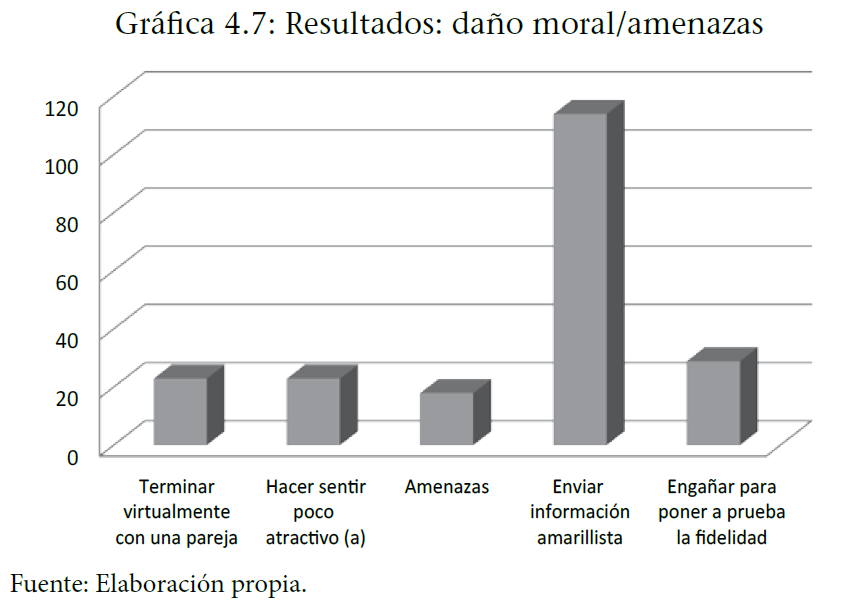 Gráfica 4.7: Resultados: daño moral/amenazas
120
100
80
60
40
20
0
Terminar
virtualmente
con una pareja
Hacer sentir
poco
atractivo (a)
Amenazas
Enviar
información
amarillista
Engañar para
poner a prueba
la fidelidad
Fuente: Elaboración propia.